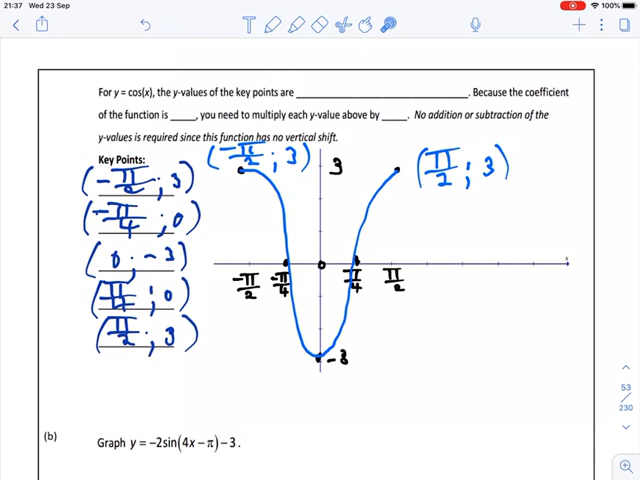 21:37 Wed 23 Sep
100%
For y = cos(x), the y-values of the key points are ____________________. Because the coefficient
of the function is _____, you need to multiply each y-value above by _____. No addition or subtraction of the
y-values is required since this function has no vertical shift.
Key Points:
(-π/2 ; 3)
(π/2 ; 3)
3
(-π/2 ; 3)
(-π/4 ; 0)
(0 ; -3)
(π/4 ; 0)
(π/2 ; 3)
-π/2
-π/4
π/4
π/2
-3
53
/
230
(b)
Graph y = −2sin(4x − π) − 3 .